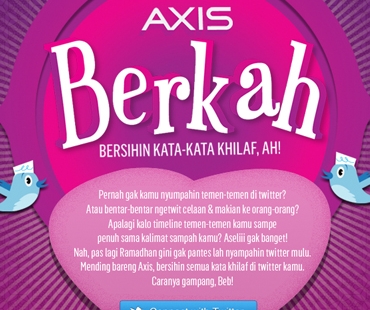 AXIS
Berkah
BERSIHIN KATA-KATA KHILAF, AH!
Pernah gak kamu nyumpahin temen-temen di twitter?
Atau bentar-bentar ngetwit celaan & makian ke orang-orang?
Apalagi kalo timeline temen-temen kamu sampe
penuh sama kalimat sampah kamu? Aseliii gak banget!
Nah, pas lagi Ramadhan gini gak pantes lah nyampahin twitter mulu.
Mending bareng Axis, bersihin semua kata khilaf di twitter kamu.
Caranya gampang, Beb!